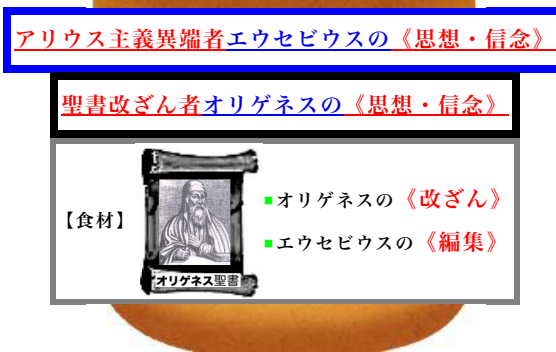 アリウス主義異端者エウセビウスの《思想・信念》
聖書改ざん者オリゲネスの《思想・信念》
【食材】
オリゲネス聖書
■オリゲネスの《改ざん》
■エウセビウスの《編集》